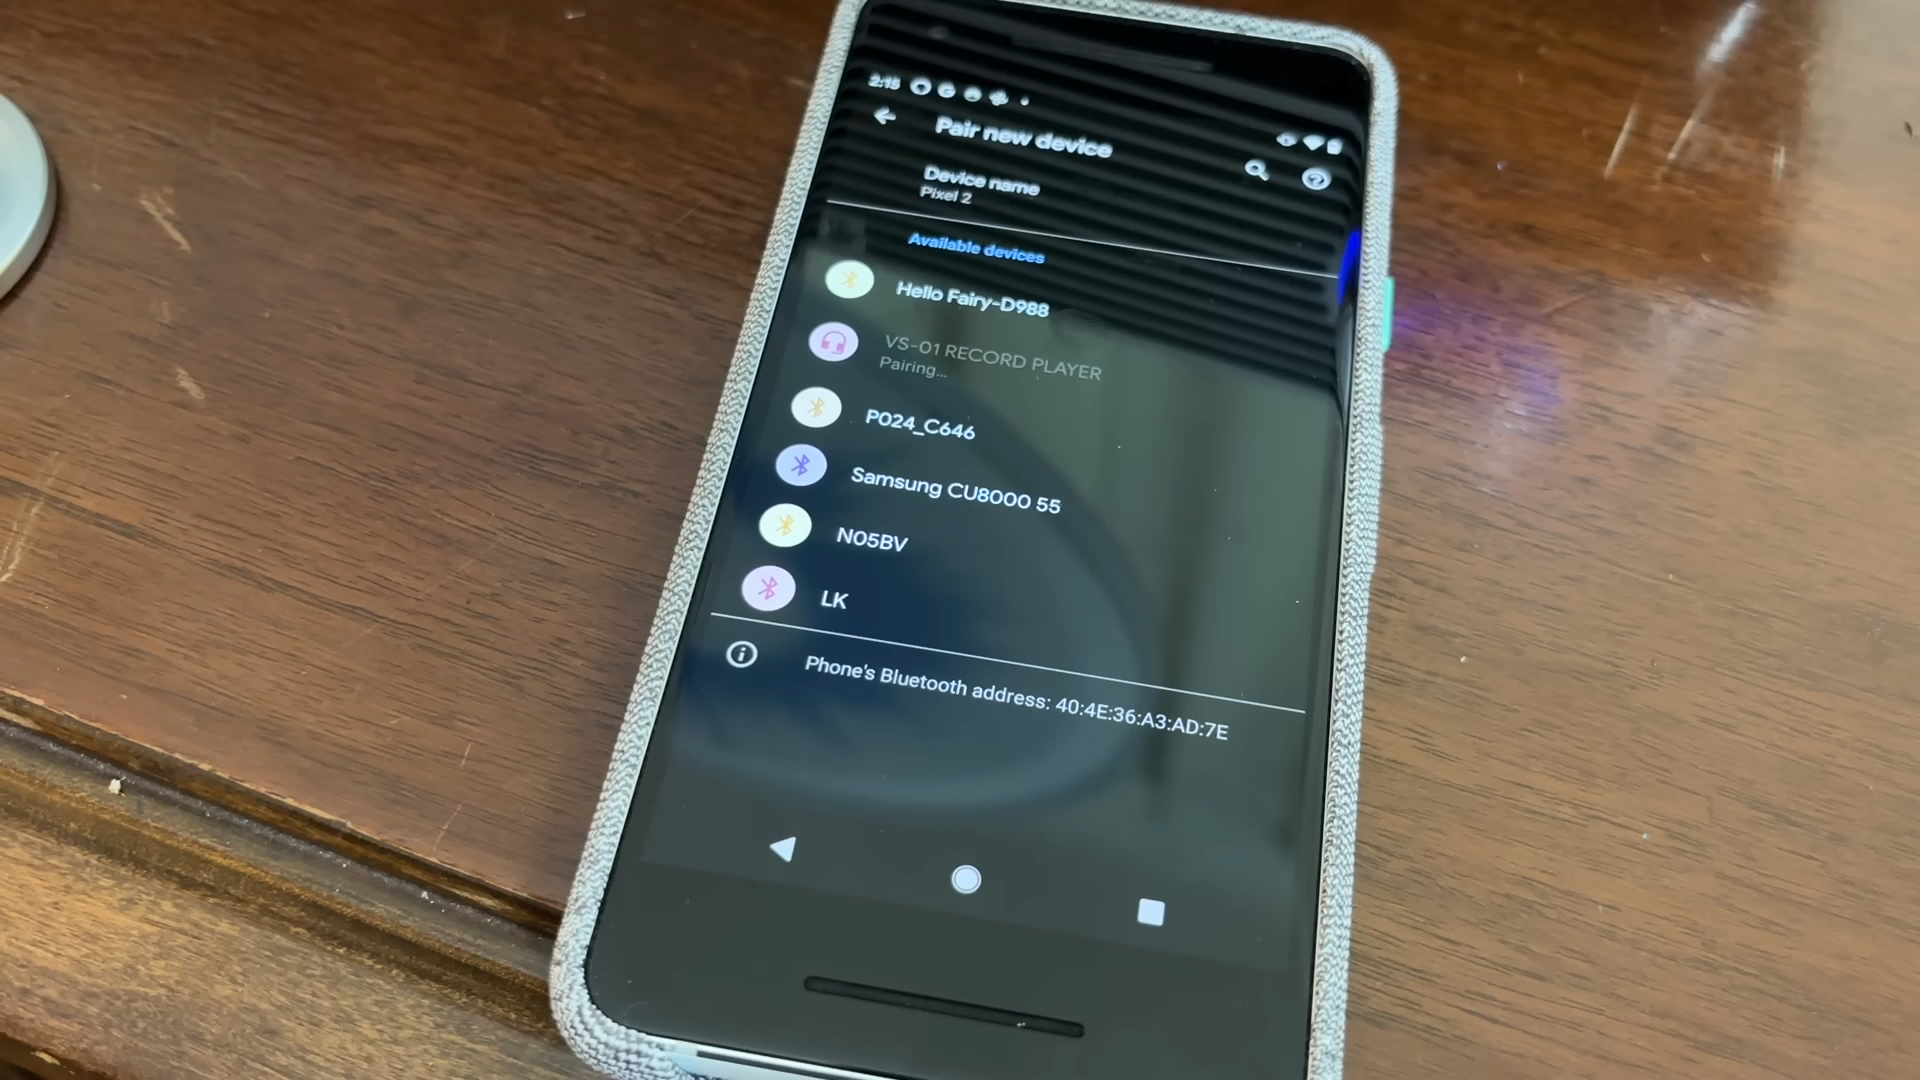 2:15
Pair new device
Device name
Pixel 2
Available devices
Hello Fairy-D988
VS-01 RECORD PLAYER
Pairing...
P024_C646
Samsung CU8000 55
N05BV
LK
Phone's Bluetooth address: 40:4E:36:A3:AD:7E